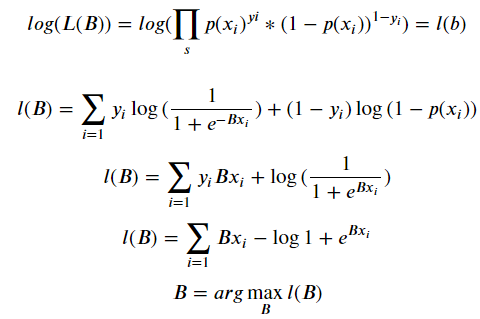 log(L(B)) = log(∏_s p(x_i)^{yi} * (1 − p(x_i))^{1−y_i}) = l(b)
l(B) = ∑_{i=1} y_i log (1/(1 + e^{−Bx_i})) + (1 − y_i) log (1 − p(x_i))
l(B) = ∑_{i=1} y_i Bx_i + log (1/(1 + e^{Bx_i}))
l(B) = ∑_{i=1} Bx_i − log 1 + e^{Bx_i}
B = arg max_B l(B)